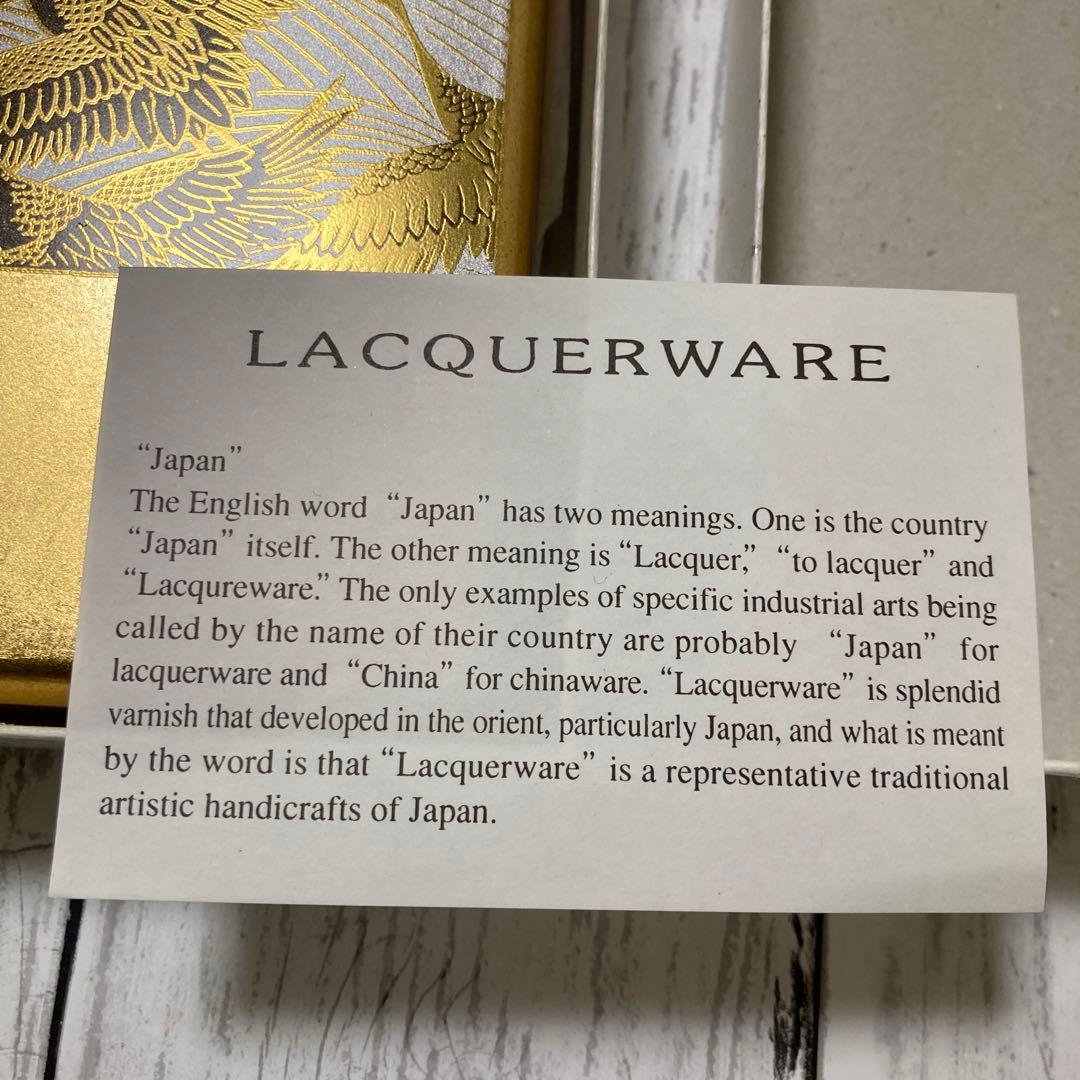 LACQUERWARE
“Japan”
The English word “Japan” has two meanings. One is the country
“Japan” itself. The other meaning is “Lacquer,” “to lacquer” and
“Lacqureware.” The only examples of specific industrial arts being
called by the name of their country are probably “Japan” for
lacquerware and “China” for chinaware. “Lacquerware” is splendid
varnish that developed in the orient, particularly Japan, and what is meant
by the word is that “Lacquerware” is a representative traditional
artistic handicrafts of Japan.